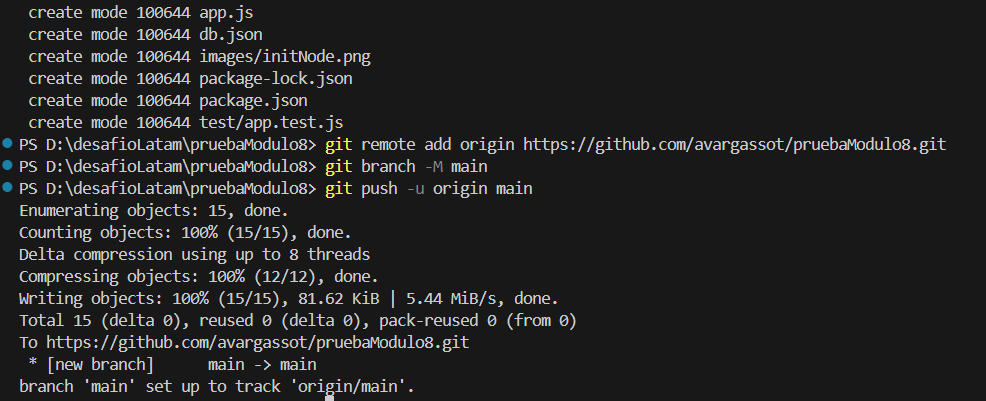 create mode 100644 app.js
create mode 100644 db.json
create mode 100644 images/initNode.png
create mode 100644 package-lock.json
create mode 100644 package.json
create mode 100644 test/app.test.js
PS D:\desafioLatam\pruebaModulo8> git remote add origin https://github.com/avargassot/pruebaModulo8.git
PS D:\desafioLatam\pruebaModulo8> git branch -M main
PS D:\desafioLatam\pruebaModulo8> git push -u origin main
Enumerating objects: 15, done.
Counting objects: 100% (15/15), done.
Delta compression using up to 8 threads
Compressing objects: 100% (12/12), done.
Writing objects: 100% (15/15), 81.62 KiB | 5.44 MiB/s, done.
Total 15 (delta 0), reused 0 (delta 0), pack-reused 0 (from 0)
To https://github.com/avargassot/pruebaModulo8.git
 * [new branch]      main -> main
branch 'main' set up to track 'origin/main'.